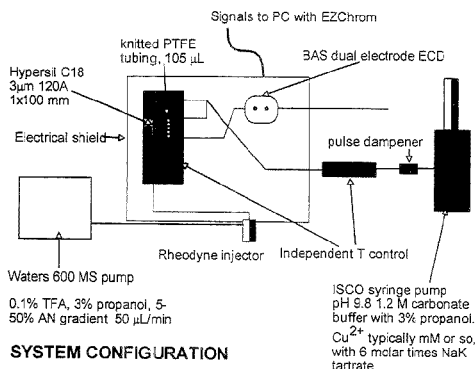 Signals to PC with EZChrom
knitted PTFE
tubing, 105 µL
BAS dual electrode ECD
Hypersil C18
3µm 120A
1x100 mm
Electrical shield
pulse dampener
Rheodyne injector
Independent T control
Waters 600 MS pump
0.1% TFA, 3% propanol, 5-
50% AN gradient 50 µL/min
ISCO syringe pump
pH 9.8 1.2 M carbonate
buffer with 3% propanol.
Cu2+ typically mM or so,
with 6 molar times NaK
tartrate
SYSTEM CONFIGURATION